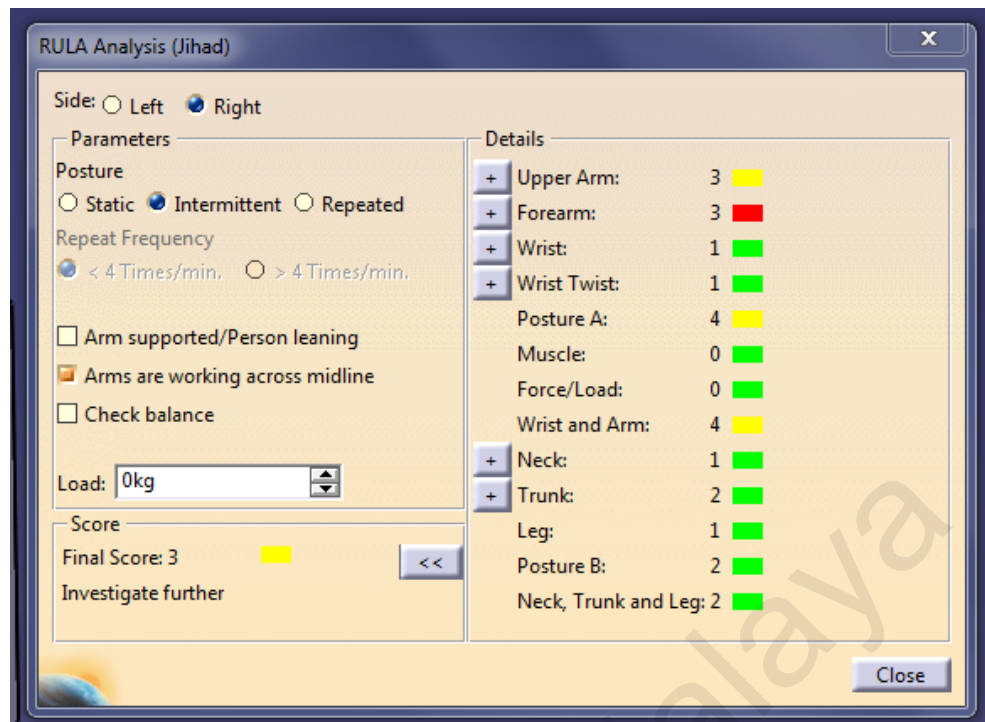 RULA Analysis (Jihad)
x
Side: Left Right
Parameters
Posture
Static Intermittent Repeated
Repeat Frequency
< 4 Times/min. > 4 Times/min.
Arm supported/Person leaning
Arms are working across midline
Check balance
Load: 0kg
Score
Final Score: 3
<<
Investigate further
Details
+ Upper Arm: 3
+ Forearm: 3
+ Wrist: 1
+ Wrist Twist: 1
Posture A: 4
Muscle: 0
Force/Load: 0
Wrist and Arm: 4
+ Neck: 1
+ Trunk: 2
Leg: 1
Posture B: 2
Neck, Trunk and Leg: 2
Close
alaya